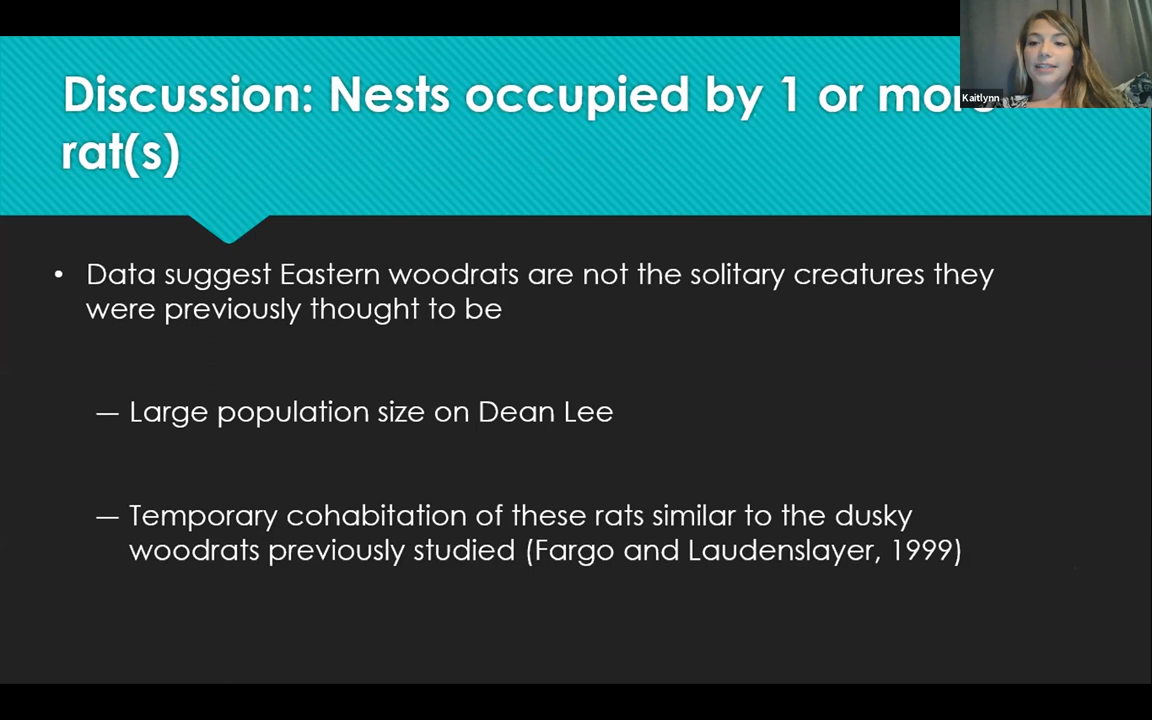 Discussion: Nests occupied by 1 or more
rat(s)
Kaitlynn
• Data suggest Eastern woodrats are not the solitary creatures they
were previously thought to be
— Large population size on Dean Lee
— Temporary cohabitation of these rats similar to the dusky
woodrats previously studied (Fargo and Laudenslayer, 1999)